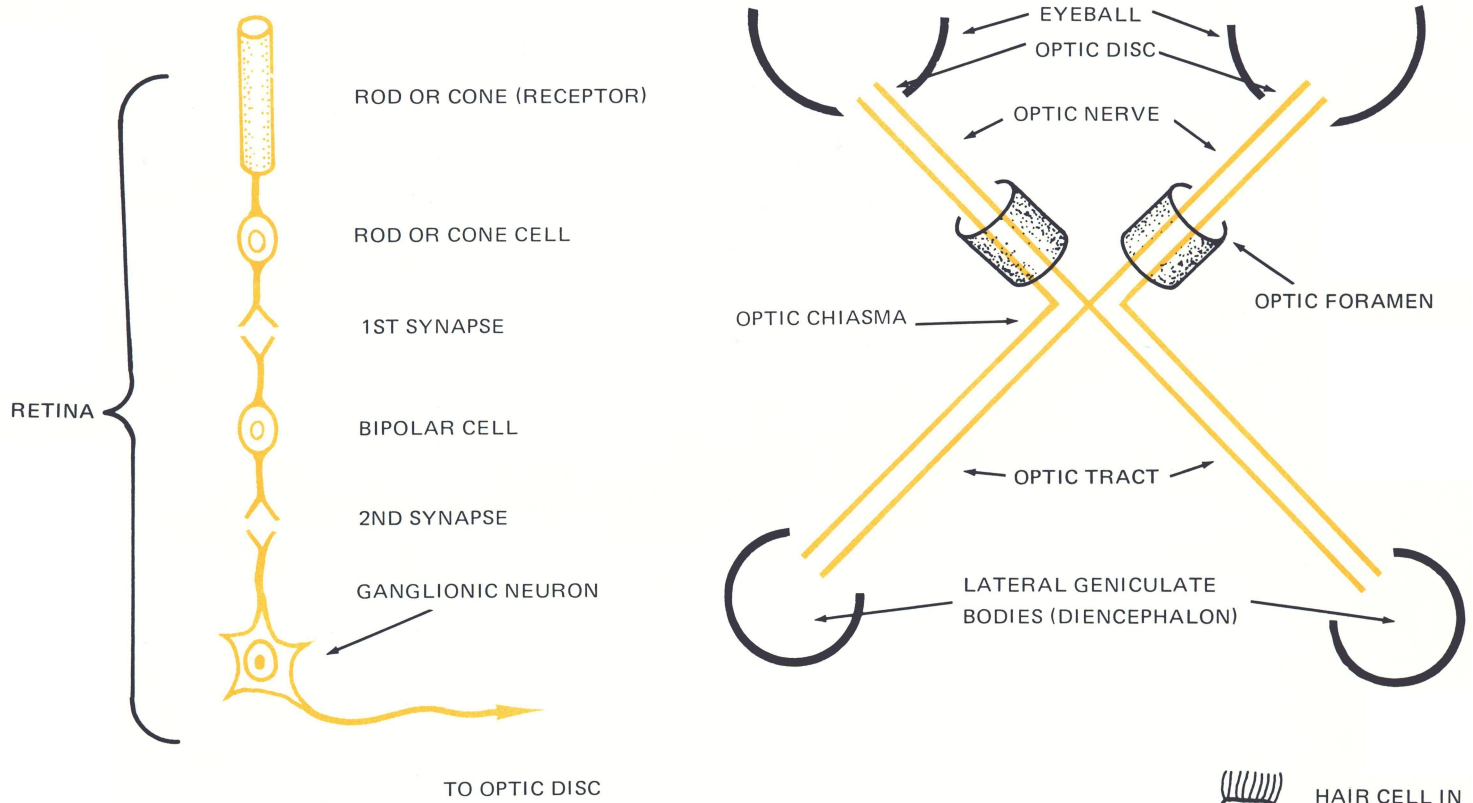 ROD OR CONE (RECEPTOR)
ROD OR CONE CELL
1ST SYNAPSE
RETINA
BIPOLAR CELL
2ND SYNAPSE
GANGLIONIC NEURON
TO OPTIC DISC
EYEBALL
OPTIC DISC
OPTIC NERVE
OPTIC FORAMEN
OPTIC CHIASMA
OPTIC TRACT
LATERAL GENICULATE
BODIES (DIENCEPHALON)
HAIR CELL IN